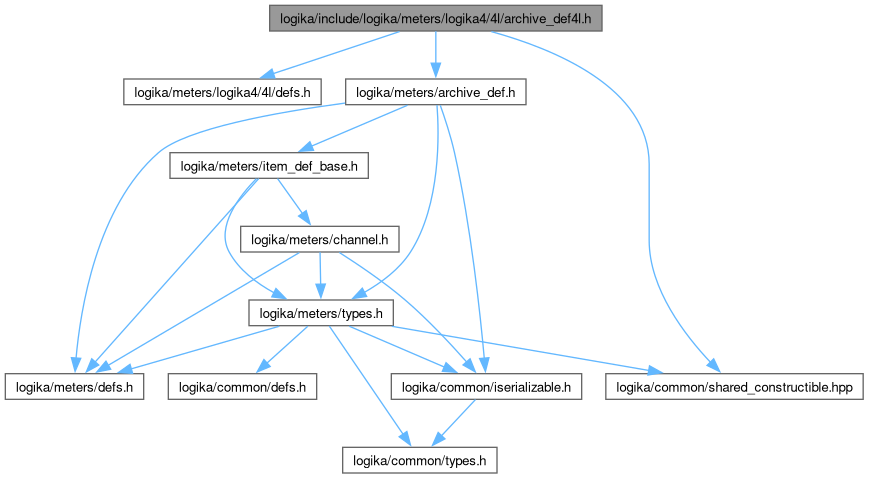 logika/include/logika/meters/logika4/4l/archive_def4l.h
logika/meters/logika4/4l/defs.h
logika/meters/archive_def.h
logika/meters/item_def_base.h
logika/meters/channel.h
logika/meters/types.h
logika/meters/defs.h
logika/common/defs.h
logika/common/iserializable.h
logika/common/shared_constructible.hpp
logika/common/types.h